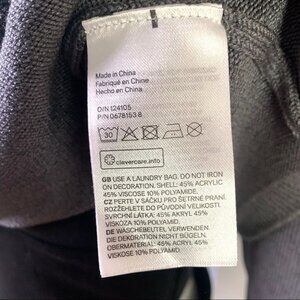 Made in China
Fabriqué en Chine
Hecho en China
O/N 124105
P/N 0678153 8
30
clevercare.info
GB USE A LAUNDRY BAG. DO NOT IRON
ON DECORATION. SHELL: 45% ACRYLIC
45% VISCOSE 10% POLYAMIDE.
CZ PERTE V SÁČKU PRO ŠETRNÉ PRANÍ.
ROZŽEHLETE DO PŮVODNÍ VELIKOSTI.
SVRCHNÍ LÁTKA: 45% AKRYL 45%
VISKÓZA 10% POLYAMID.
DE WÄSCHEBEUTEL VERWENDEN.
DIE DEKORATION NICHT BÜGELN.
OBERMATERIAL: 45% ACRYL 45%
VISKOSE 10% POLYAMID.